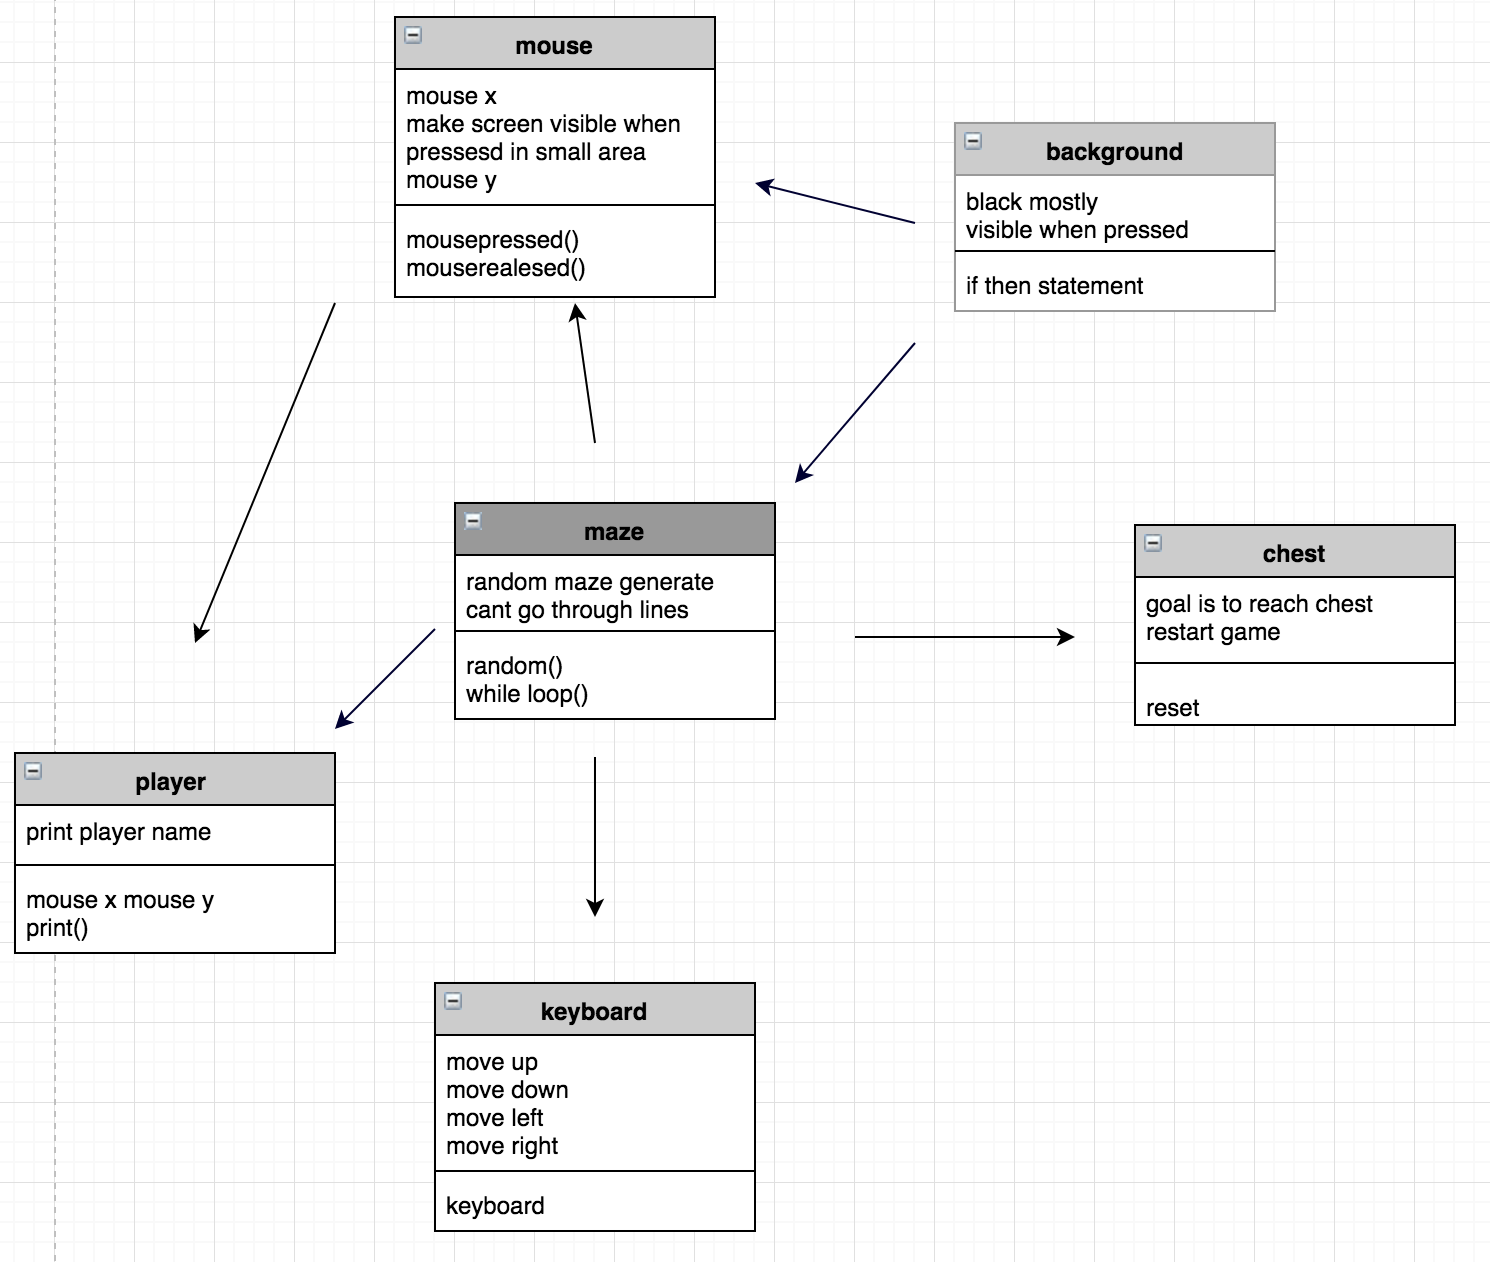 mouse
mouse x
make screen visible when
pressesd in small area
mouse y
mousepressed()
mouserealesed()
background
black mostly
visible when pressed
if then statement
maze
random maze generate
cant go through lines
random()
while loop()
chest
goal is to reach chest
restart game
reset
player
print player name
mouse x mouse y
print()
keyboard
move up
move down
move left
move right
keyboard